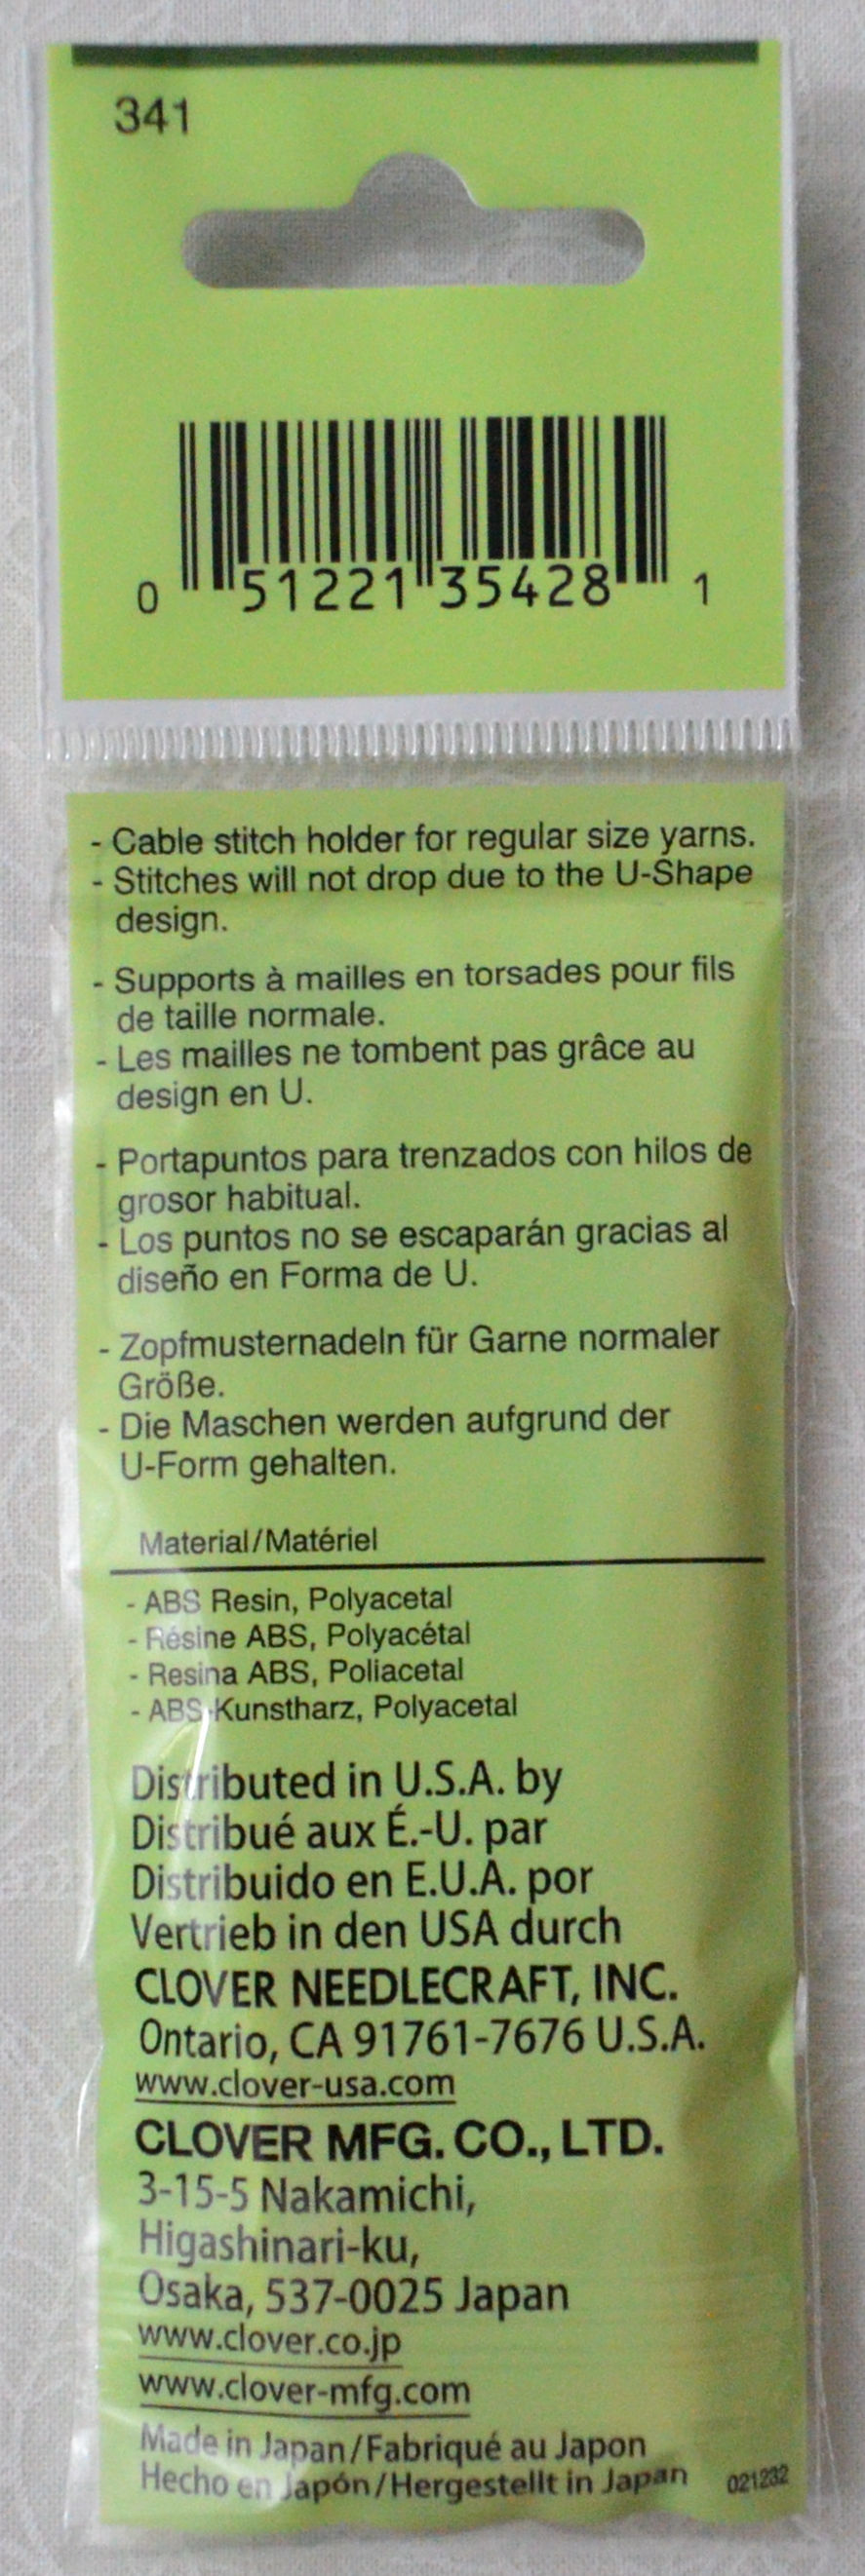 341
0 51221 35428 1
- Cable stitch holder for regular size yarns.
- Stitches will not drop due to the U-Shape
design.
- Supports à mailles en torsades pour fils
de taille normale.
- Les mailles ne tombent pas grâce au
design en U.
- Portapuntos para trenzados con hilos de
grosor habitual.
- Los puntos no se escaparán gracias al
diseño en Forma de U.
- Zopfmusternadeln für Garne normaler
Größe.
- Die Maschen werden aufgrund der
U-Form gehalten.
Material/Matériel
- ABS Resin, Polyacetal
- Résine ABS, Polyacétal
- Resina ABS, Poliacetal
- ABS-Kunstharz, Polyacetal
Distributed in U.S.A. by
Distribué aux É.-U. par
Distribuido en E.U.A. por
Vertrieb in den USA durch
CLOVER NEEDLECRAFT, INC.
Ontario, CA 91761-7676 U.S.A.
www.clover-usa.com
CLOVER MFG. CO., LTD.
3-15-5 Nakamichi,
Higashinari-ku,
Osaka, 537-0025 Japan
www.clover.co.jp
www.clover-mfg.com
Made in Japan/Fabriqué au Japon
Hecho en Japón/Hergestellt in Japan